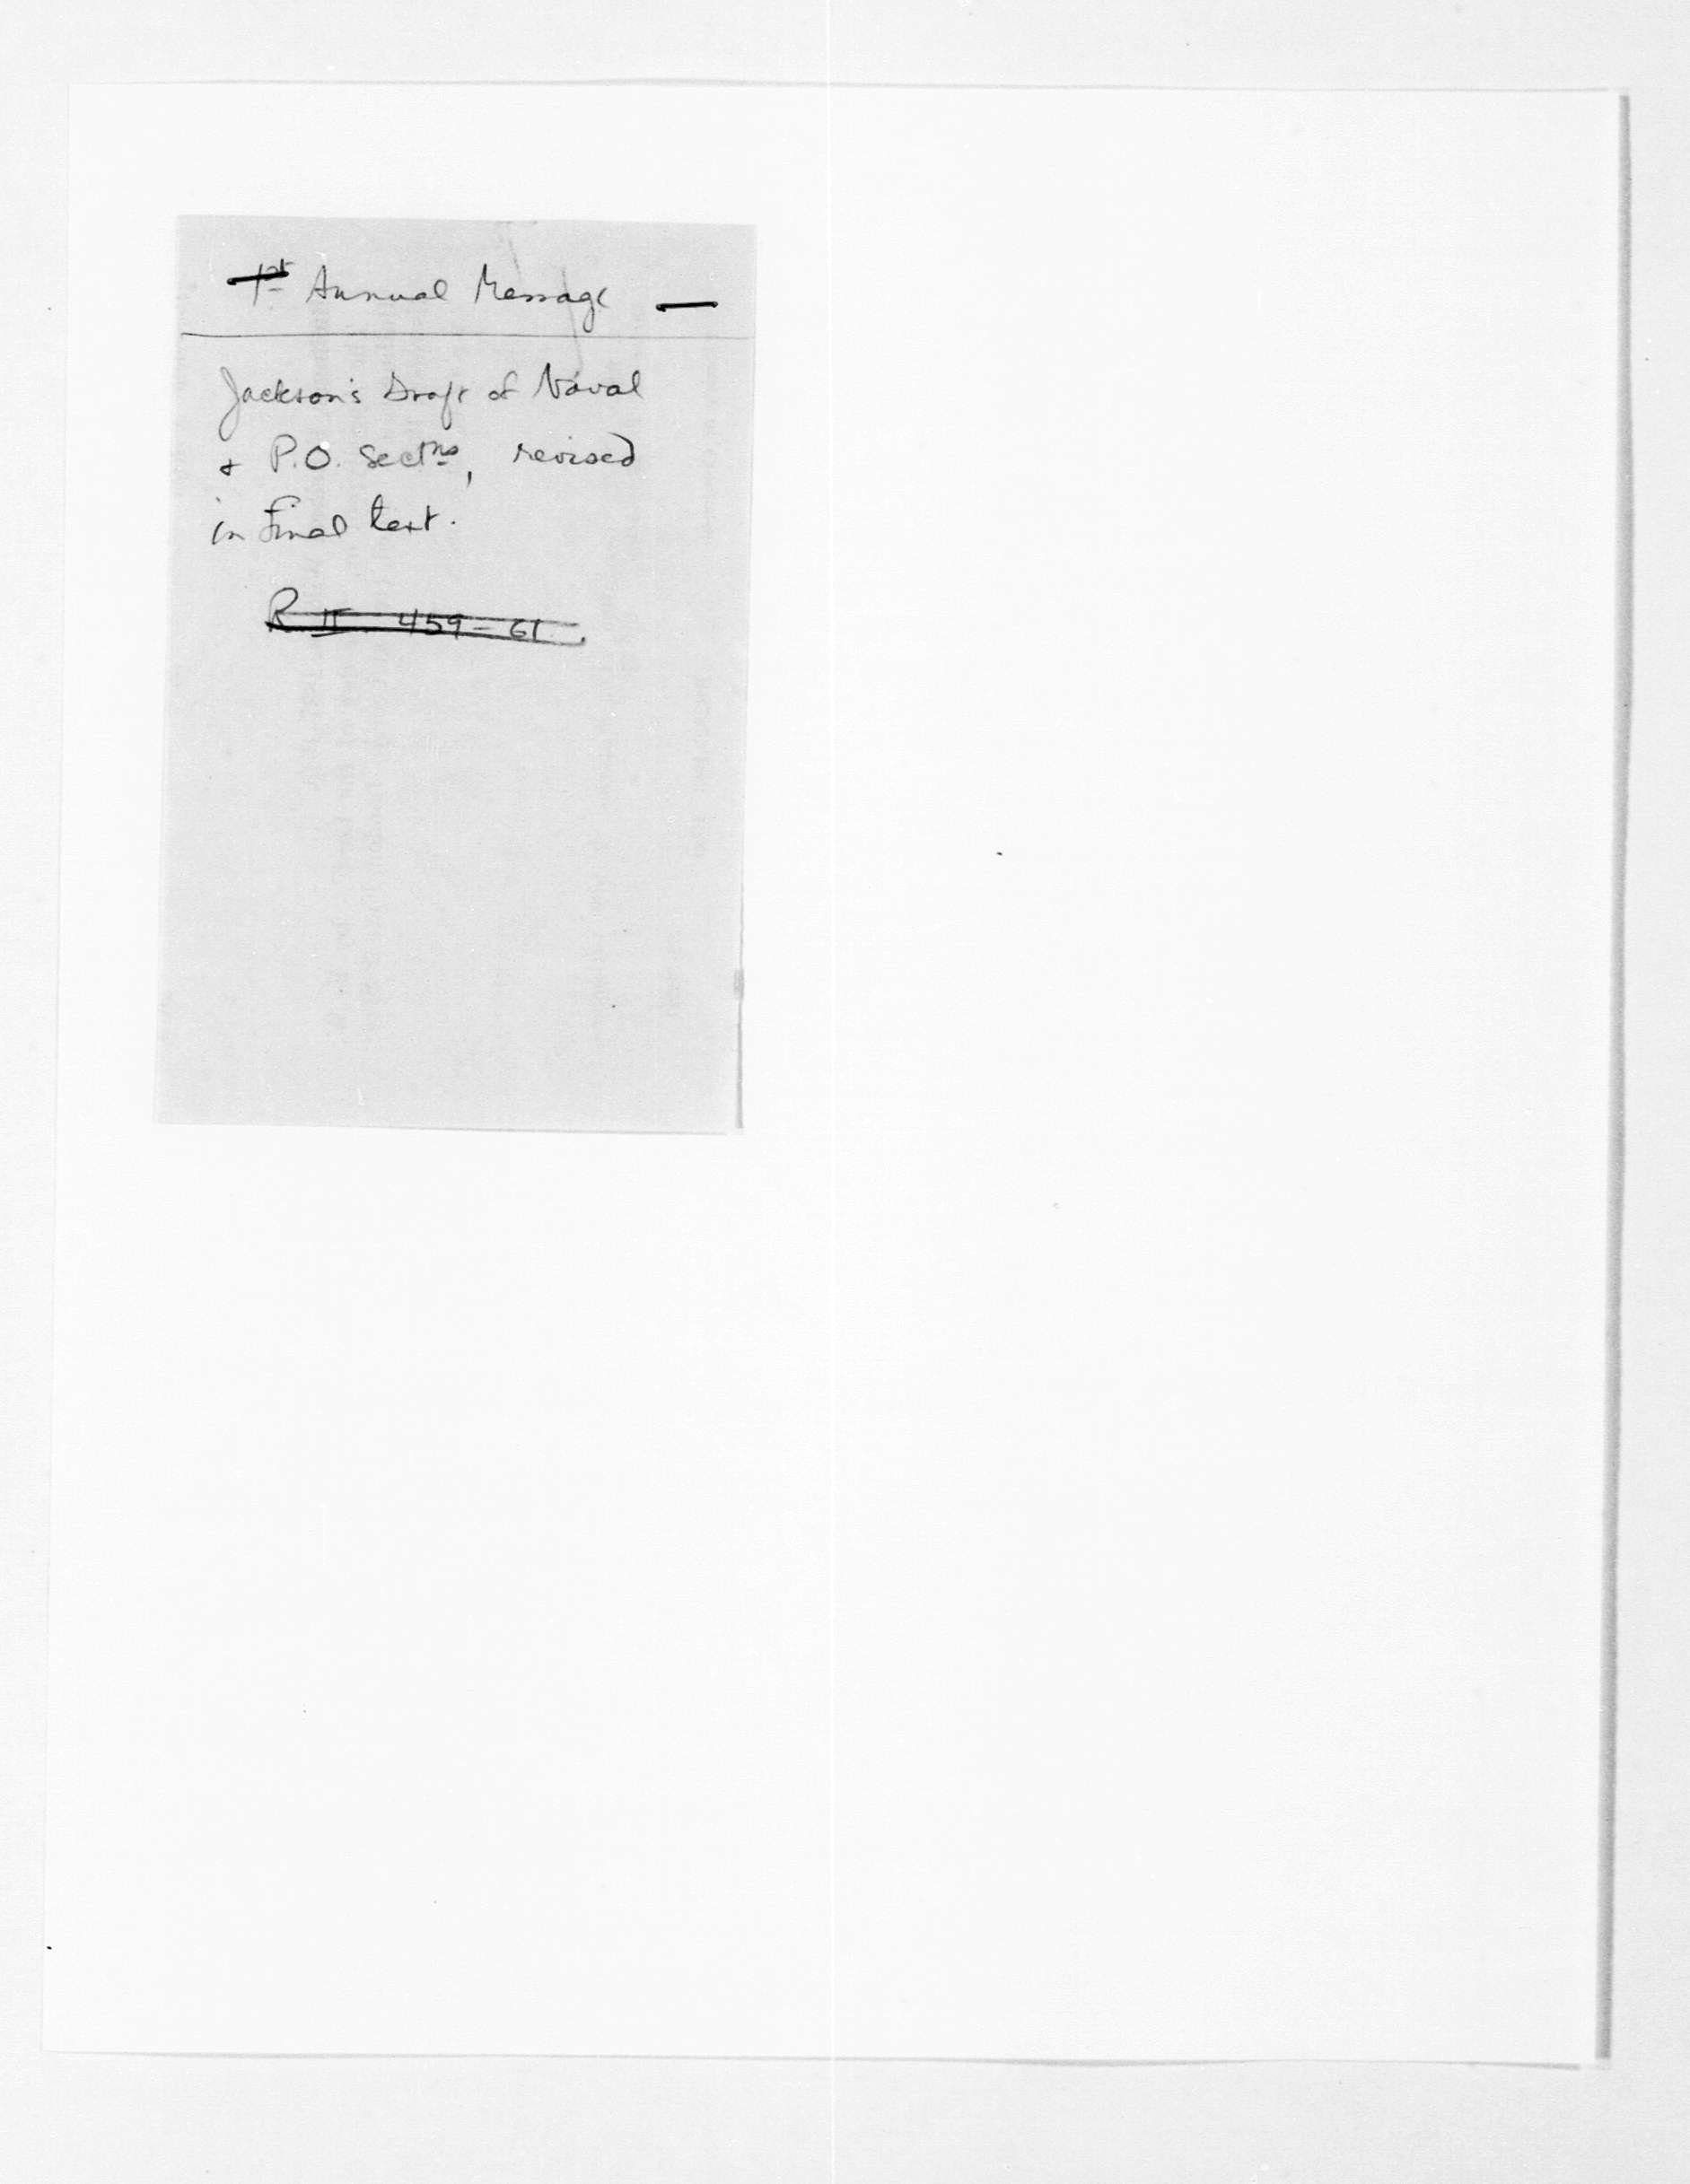 1st Annual Message —
Jackson's Draft of Naval
& P.O. Sectns, revised
in Final text.
R II 459-61.